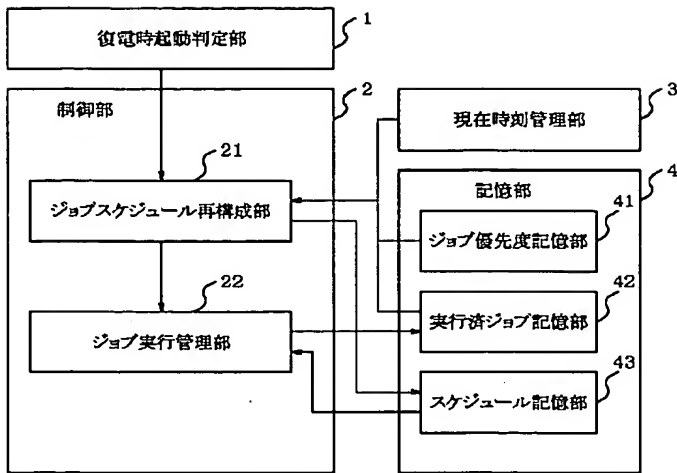 復電時起動判定部
1
制御部
2
現在時刻管理部
3
21
記憶部
4
ジョブスケジュール再構成部
41
ジョブ優先度記憶部
22
42
ジョブ実行管理部
実行済ジョブ記憶部
43
スケジュール記憶部